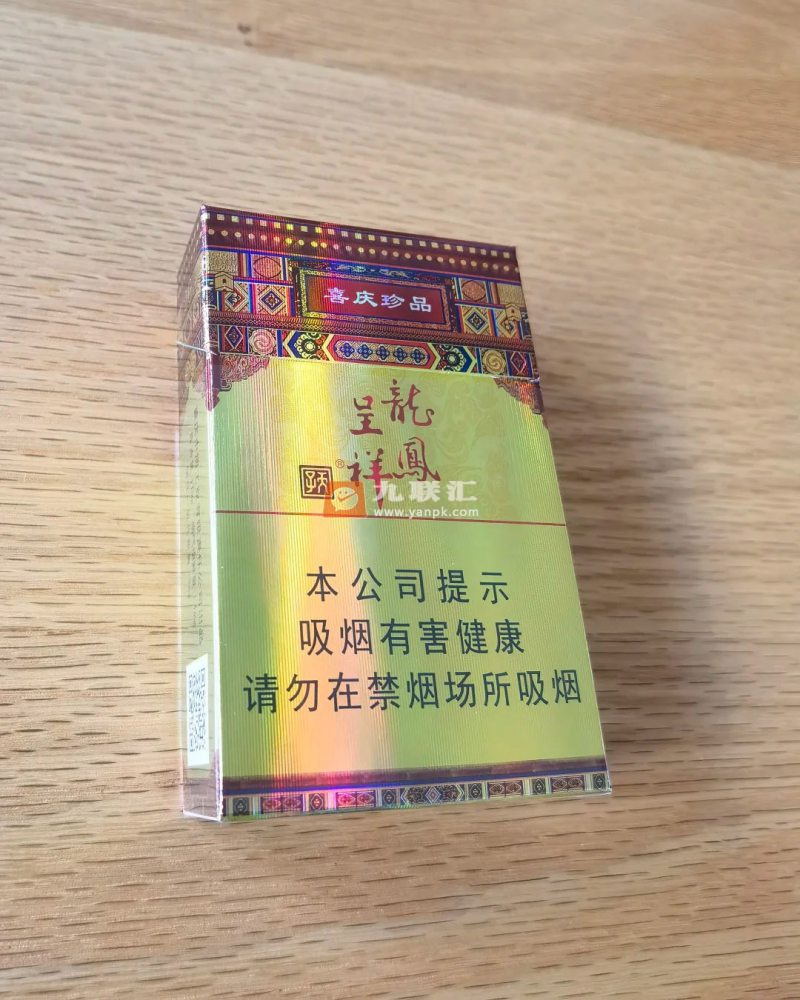 喜庆珍品
龍鳳
呈祥
®
九联汇
www.yanpk.com
本公司提示
吸烟有害健康
请勿在禁烟场所吸烟